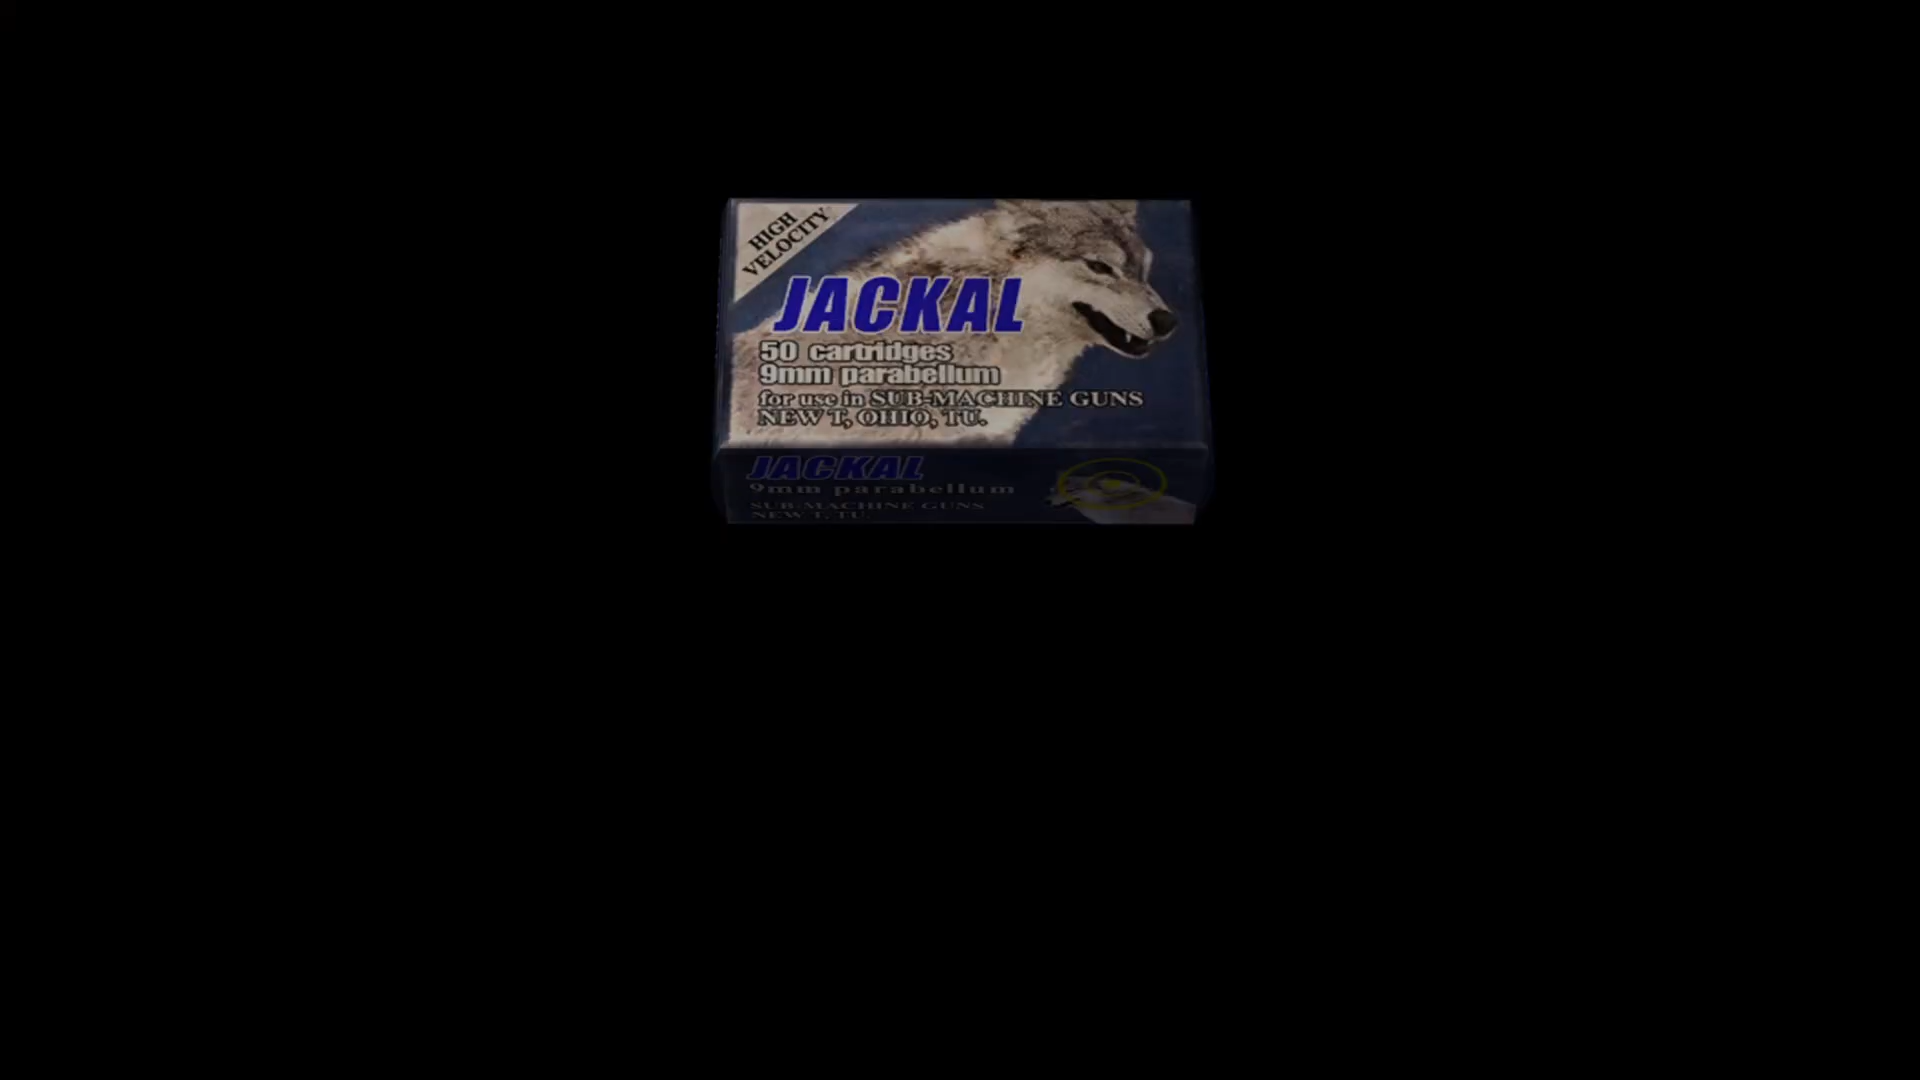 HIGH
VELOCITY
JACKAL
50 cartridges
9mm parabellum
for use in SUB-MACHINE GUNS
NEW T, OHIO, TU.
JACKAL
9mm parabellum
SUB-MACHINE GUNS
NEW T, TU.